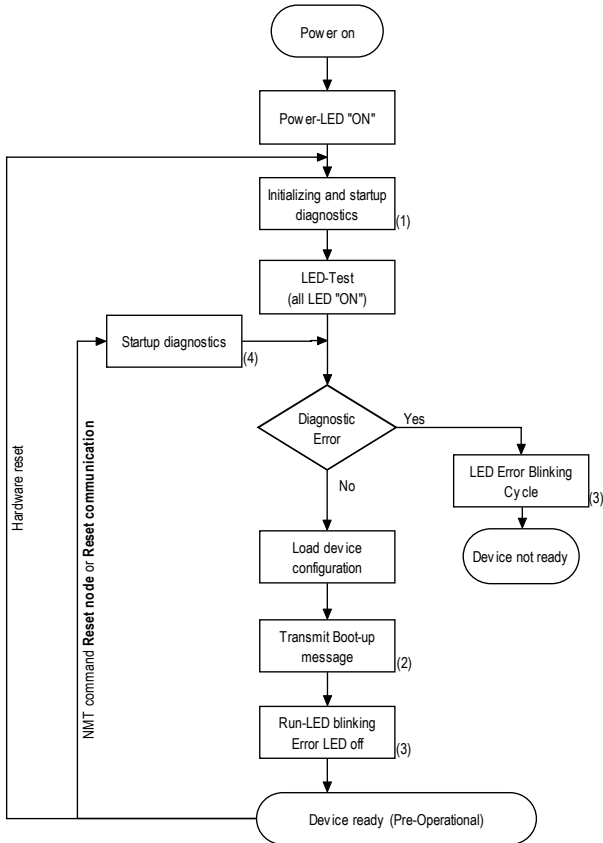 Power on
Power-LED "ON"
Initializing and startup
diagnostics
(1)
LED-Test
(all LED "ON")
Startup diagnostics
(4)
Diagnostic
Error
Yes
No
LED Error Blinking
Cycle
(3)
Device not ready
Load device
configuration
Transmit Boot-up
message
(2)
Run-LED blinking
Error LED off
(3)
Device ready (Pre-Operational)
Hardware reset
NMT command Reset node or Reset communication